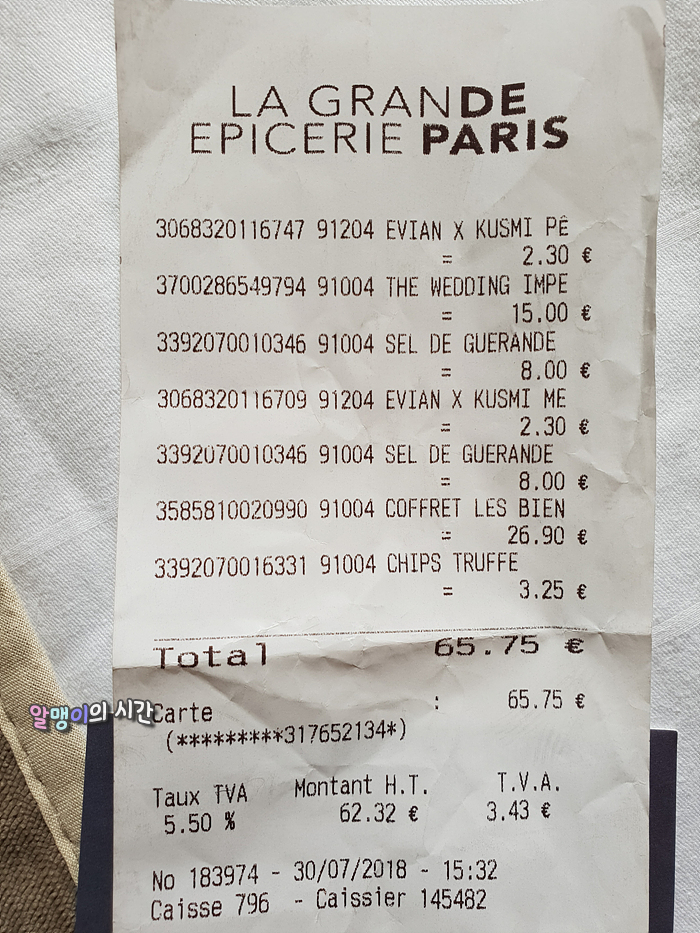 LA GRANDE
EPICERIE PARIS
3068320116747 91204 EVIAN X KUSMI PÊ
= 2.30 €
3700286549794 91004 THE WEDDING IMPE
= 15.00 €
3392070010346 91004 SEL DE GUERANDE
= 8.00 €
3068320116709 91204 EVIAN X KUSMI ME
= 2.30 €
3392070010346 91004 SEL DE GUERANDE
= 8.00 €
3585810020990 91004 COFFRET LES BIEN
= 26.90 €
3392070016331 91004 CHIPS TRUFFE
= 3.25 €
Total 65.75 €
알맹이의 시간
Carte : 65.75 €
(*********317652134*)
Taux TVA Montant H.T. T.V.A.
5.50 % 62.32 € 3.43 €
No 183974 - 30/07/2018 - 15:32
Caisse 796 - Caissier 145482